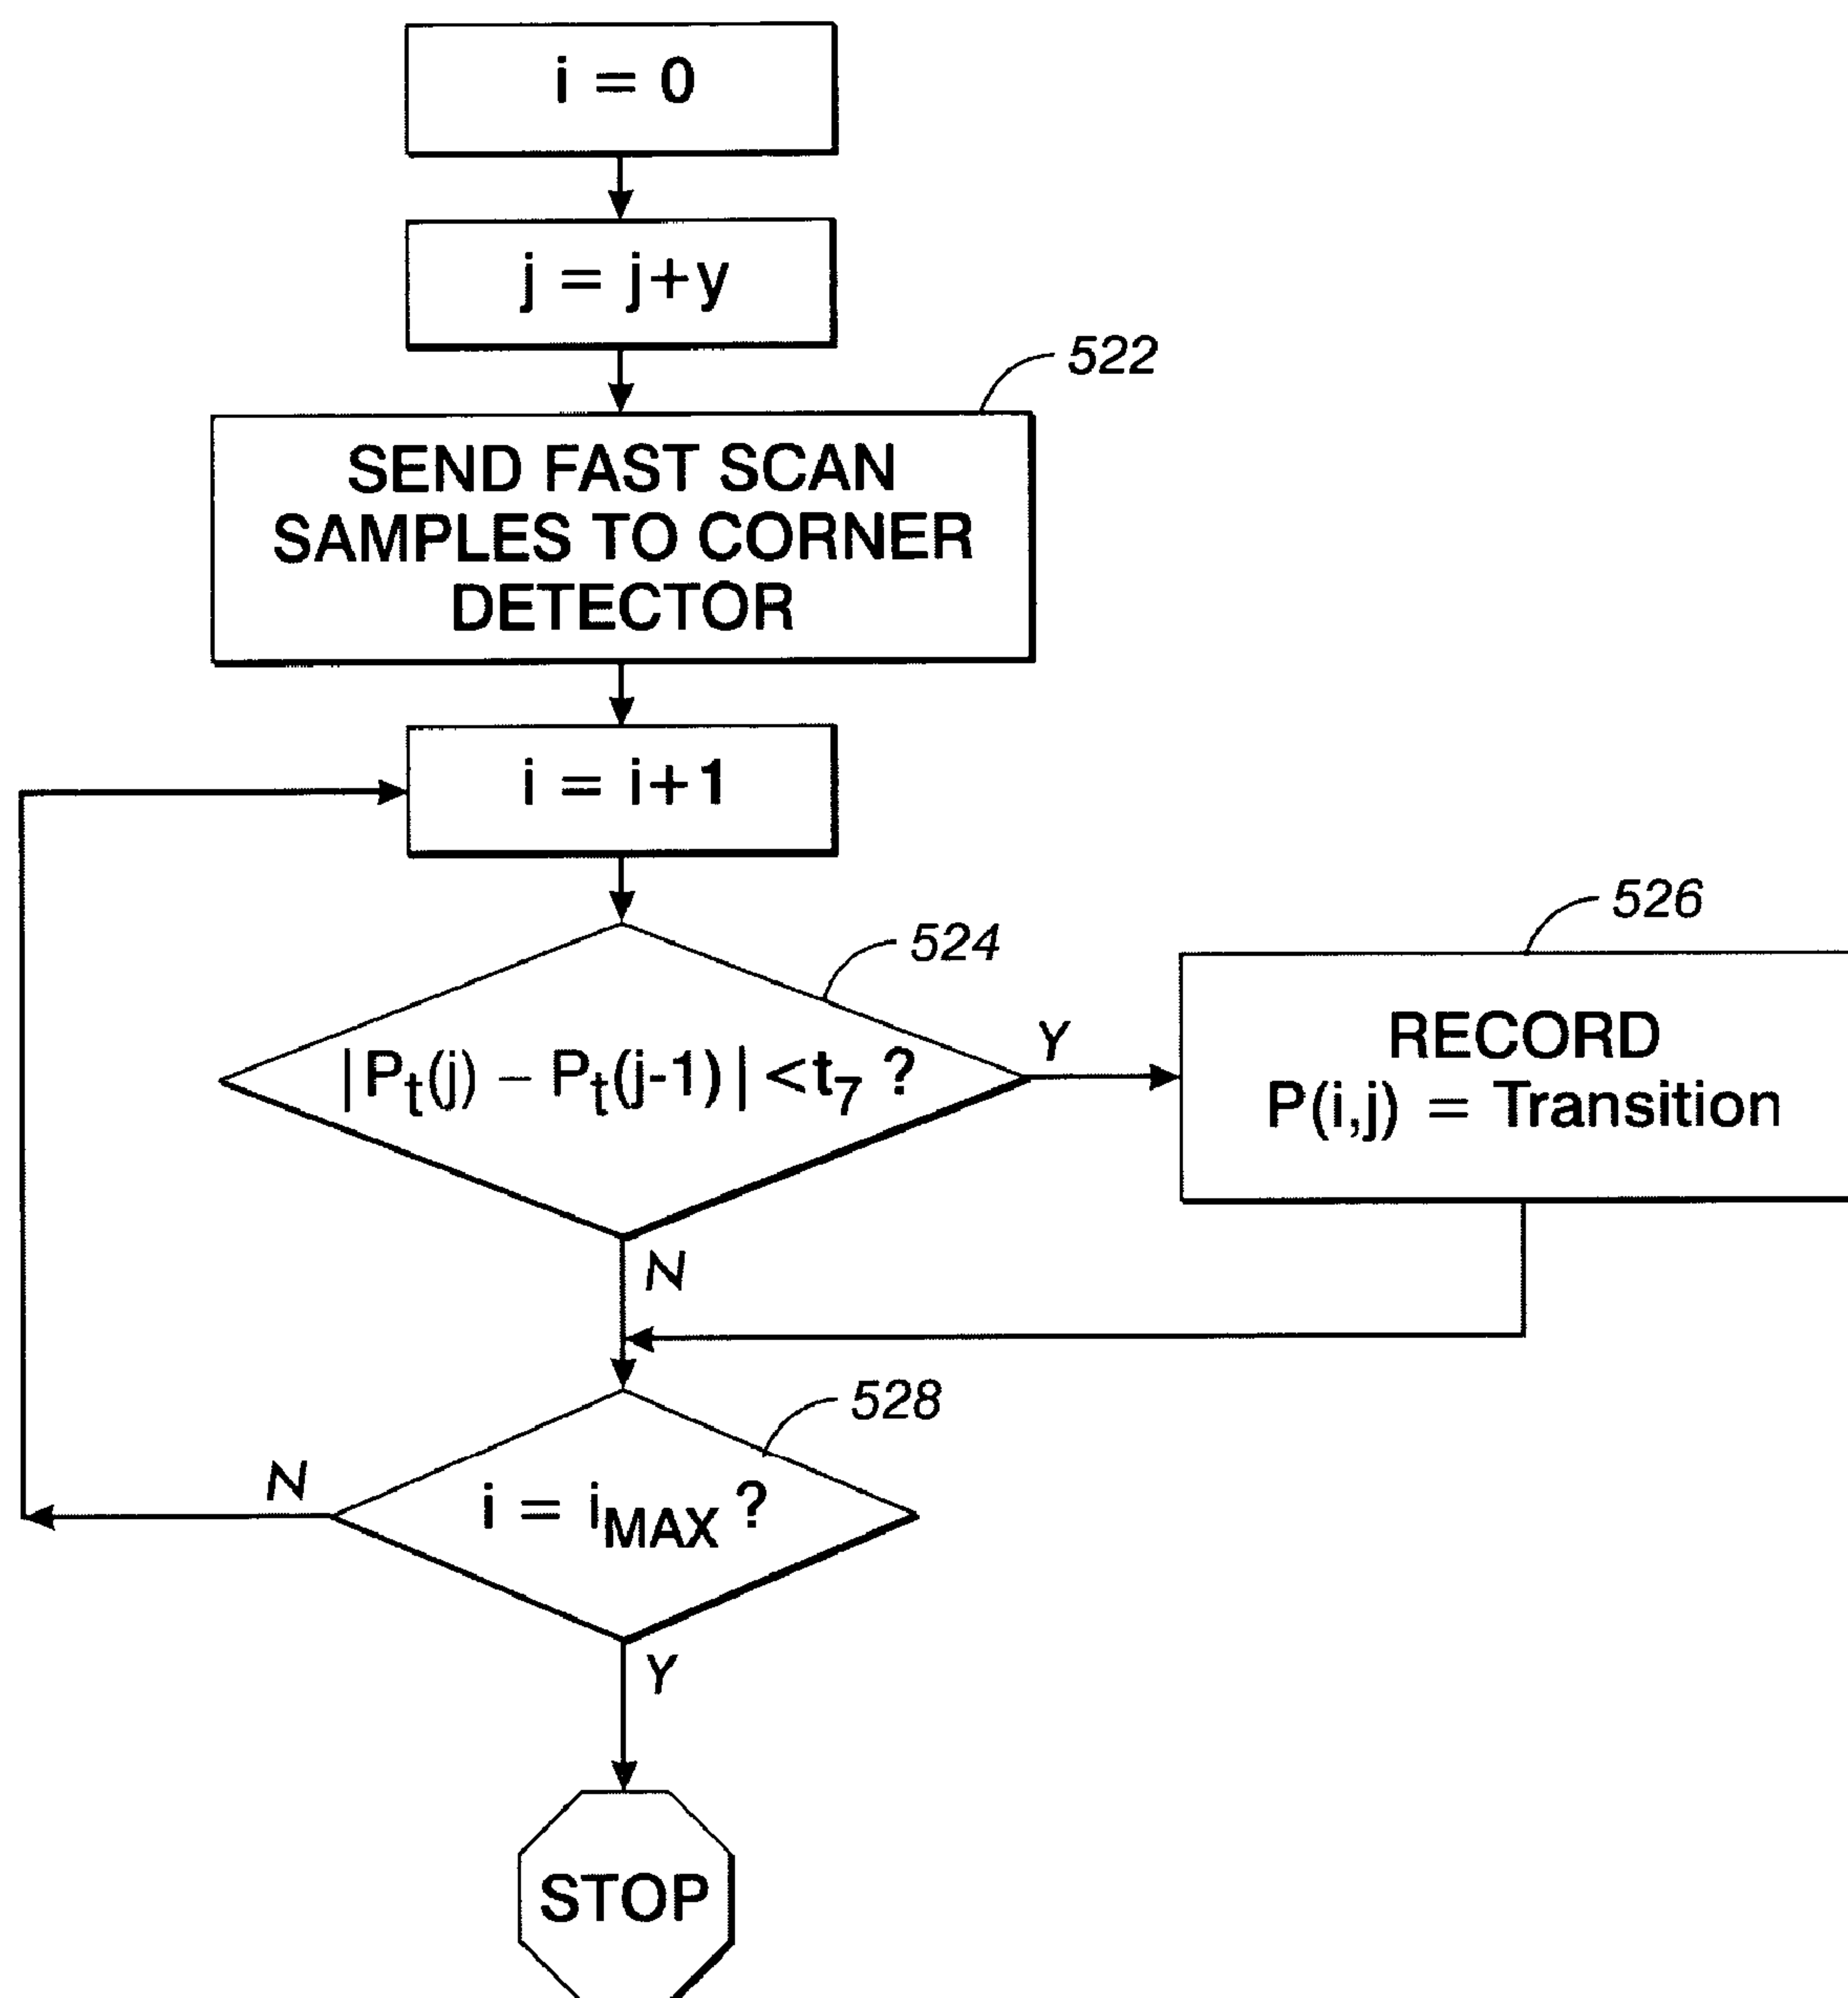 i = 0
j = j+y
522
SEND FAST SCAN
SAMPLES TO CORNER
DETECTOR
i = i+1
524
|Pt(j) – Pt(j-1)| <t7 ?
Y
526
RECORD
P(i,j) = Transition
N
528
i = iMAX ?
N
Y
STOP